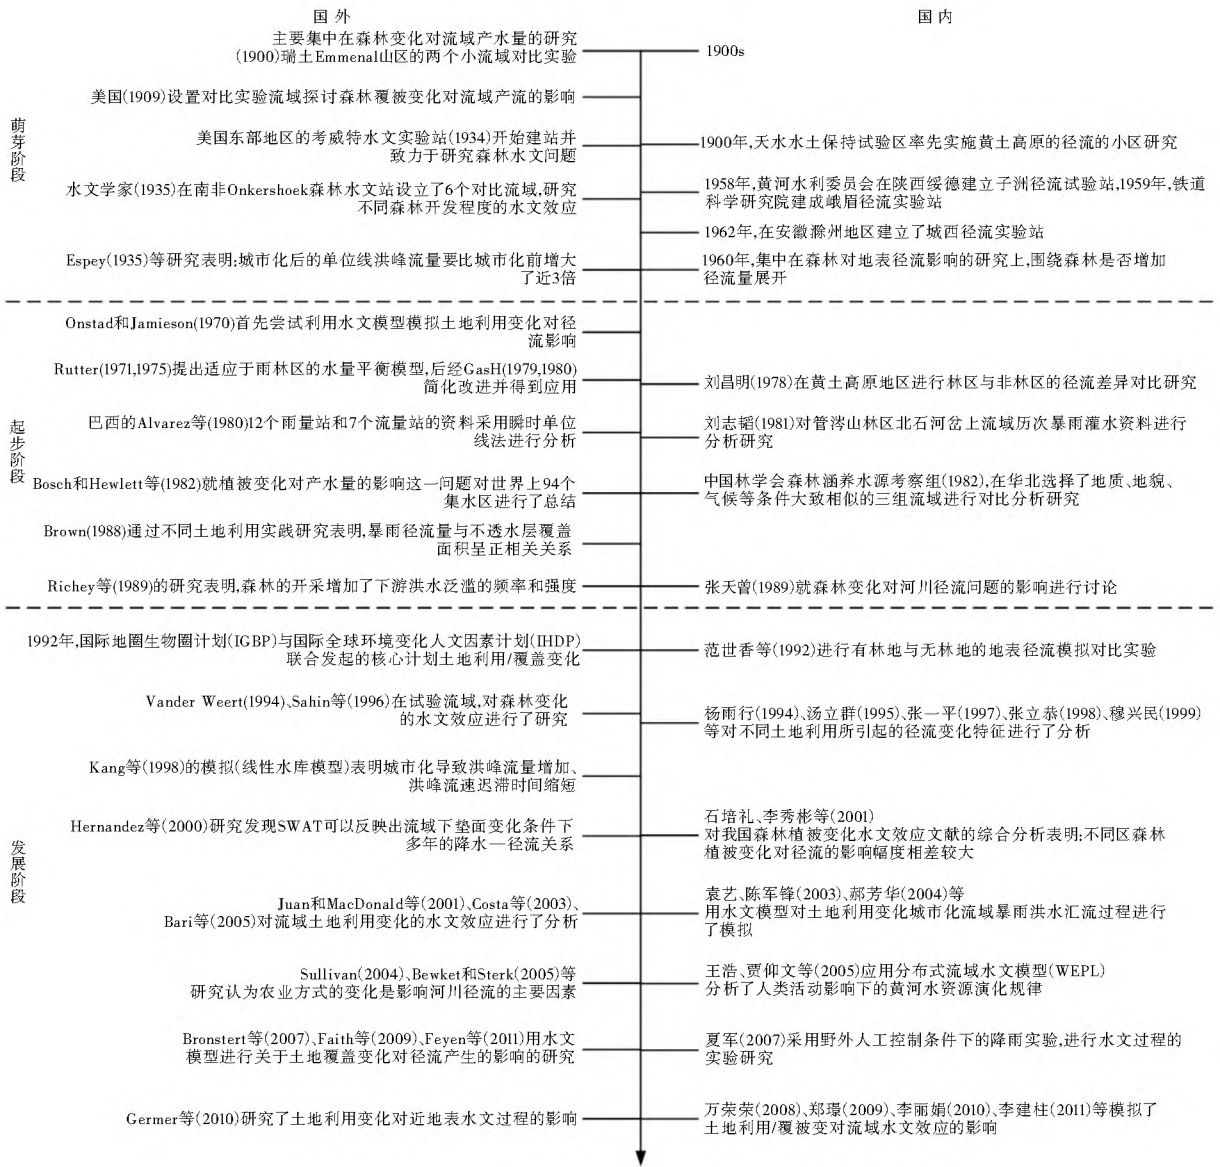 国外
国内
主要集中在森林变化对流域产水量的研究
(1900)瑞士Emmenal山区的两个小流域对比实验
1900s
美国(1909)设置对比实验流域探讨森林覆被变化对流域产流的影响
萌芽阶段
美国东部地区的考威特水文实验站(1934)开始建站并
致力于研究森林水文问题
1900年,天水水土保持试验区率先实施黄土高原的径流的小区研究
水文学家(1935)在南非Onkershoek森林水文站设立了6个对比流域,研究
不同森林开发程度的水文效应
1958年,黄河水利委员会在陕西绥德建立子洲径流试验站,1959年,铁道
科学研究院建成峨眉径流实验站
1962年,在安徽滁州地区建立了城西径流实验站
Espey(1935)等研究表明;城市化后的单位线洪峰流量要比城市化前增大
了近3倍
1960年,集中在森林对地表径流影响的研究上,围绕森林是否增加
径流量展开
Onstad和Jamieson(1970)首先尝试利用水文模型模拟土地利用变化对径
流影响
Rutter(1971,1975)提出适应于雨林区的水量平衡模型,后经GasH(1979,1980)
简化改进并得到应用
刘昌明(1978)在黄土高原地区进行林区与非林区的径流差异对比研究
起步阶段
巴西的Alvarez等(1980)12个雨量站和7个流量站的资料采用瞬时单位
线法进行分析
刘志韬(1981)对管涔山林区北石河岔上流域历次暴雨灌水资料进行
分析研究
Bosch和Hewlett等(1982)就植被变化对产水量的影响这一问题对世界上94个
集水区进行了总结
中国林学会森林涵养水源考察组(1982),在华北选择了地质、地貌、
气候等条件大致相似的三组流域进行对比分析研究
Brown(1988)通过不同土地利用实践研究表明,暴雨径流量与不透水层覆盖
面积呈正相关关系
Richey等(1989)的研究表明,森林的开采增加了下游洪水泛滥的频率和强度
张天曾(1989)就森林变化对河川径流问题的影响进行讨论
1992年,国际地圈生物圈计划(IGBP)与国际全球环境变化人文因素计划(IHDP)
联合发起的核心计划土地利用/覆盖变化
范世香等(1992)进行有林地与无林地的地表径流模拟对比实验
Vander Weert(1994)、Sahin等(1996)在试验流域,对森林变化
的水文效应进行了研究
杨雨行(1994)、汤立群(1995)、张一平(1997)、张立恭(1998)、穆兴民(1999)
等对不同土地利用所引起的径流变化特征进行了分析
Kang等(1998)的模拟(线性水库模型)表明城市化导致洪峰流量增加、
洪峰流速迟滞时间缩短
Hernandez等(2000)研究发现SWAT可以反映出流域下垫面变化条件下
多年的降水—径流关系
石培礼、李秀彬等(2001)
对我国森林植被变化水文效应文献的综合分析表明;不同区森林
植被变化对径流的影响幅度相差较大
发展阶段
Juan和MacDonald等(2001)、Costa等(2003)、
Bari等(2005)对流域土地利用变化的水文效应进行了分析
袁艺、陈军锋(2003)、郝芳华(2004)等
用水文模型对土地利用变化城市化流域暴雨洪水汇流过程进行
了模拟
Sullivan(2004)、Bewket和Sterk(2005)等
研究认为农业方式的变化是影响河川径流的主要因素
王浩、贾仰文等(2005)应用分布式流域水文模型(WEPL)
分析了人类活动影响下的黄河水资源演化规律
Bronstert等(2007)、Faith等(2009)、Feyen等(2011)用水文
模型进行关于土地覆盖变化对径流产生的影响的研究
夏军(2007)采用野外人工控制条件下的降雨实验,进行水文过程的
实验研究
Germer等(2010)研究了土地利用变化对近地表水文过程的影响
万荣荣(2008)、郑璟(2009)、李丽娟(2010)、李建柱(2011)等模拟了
土地利用/覆被变对流域水文效应的影响